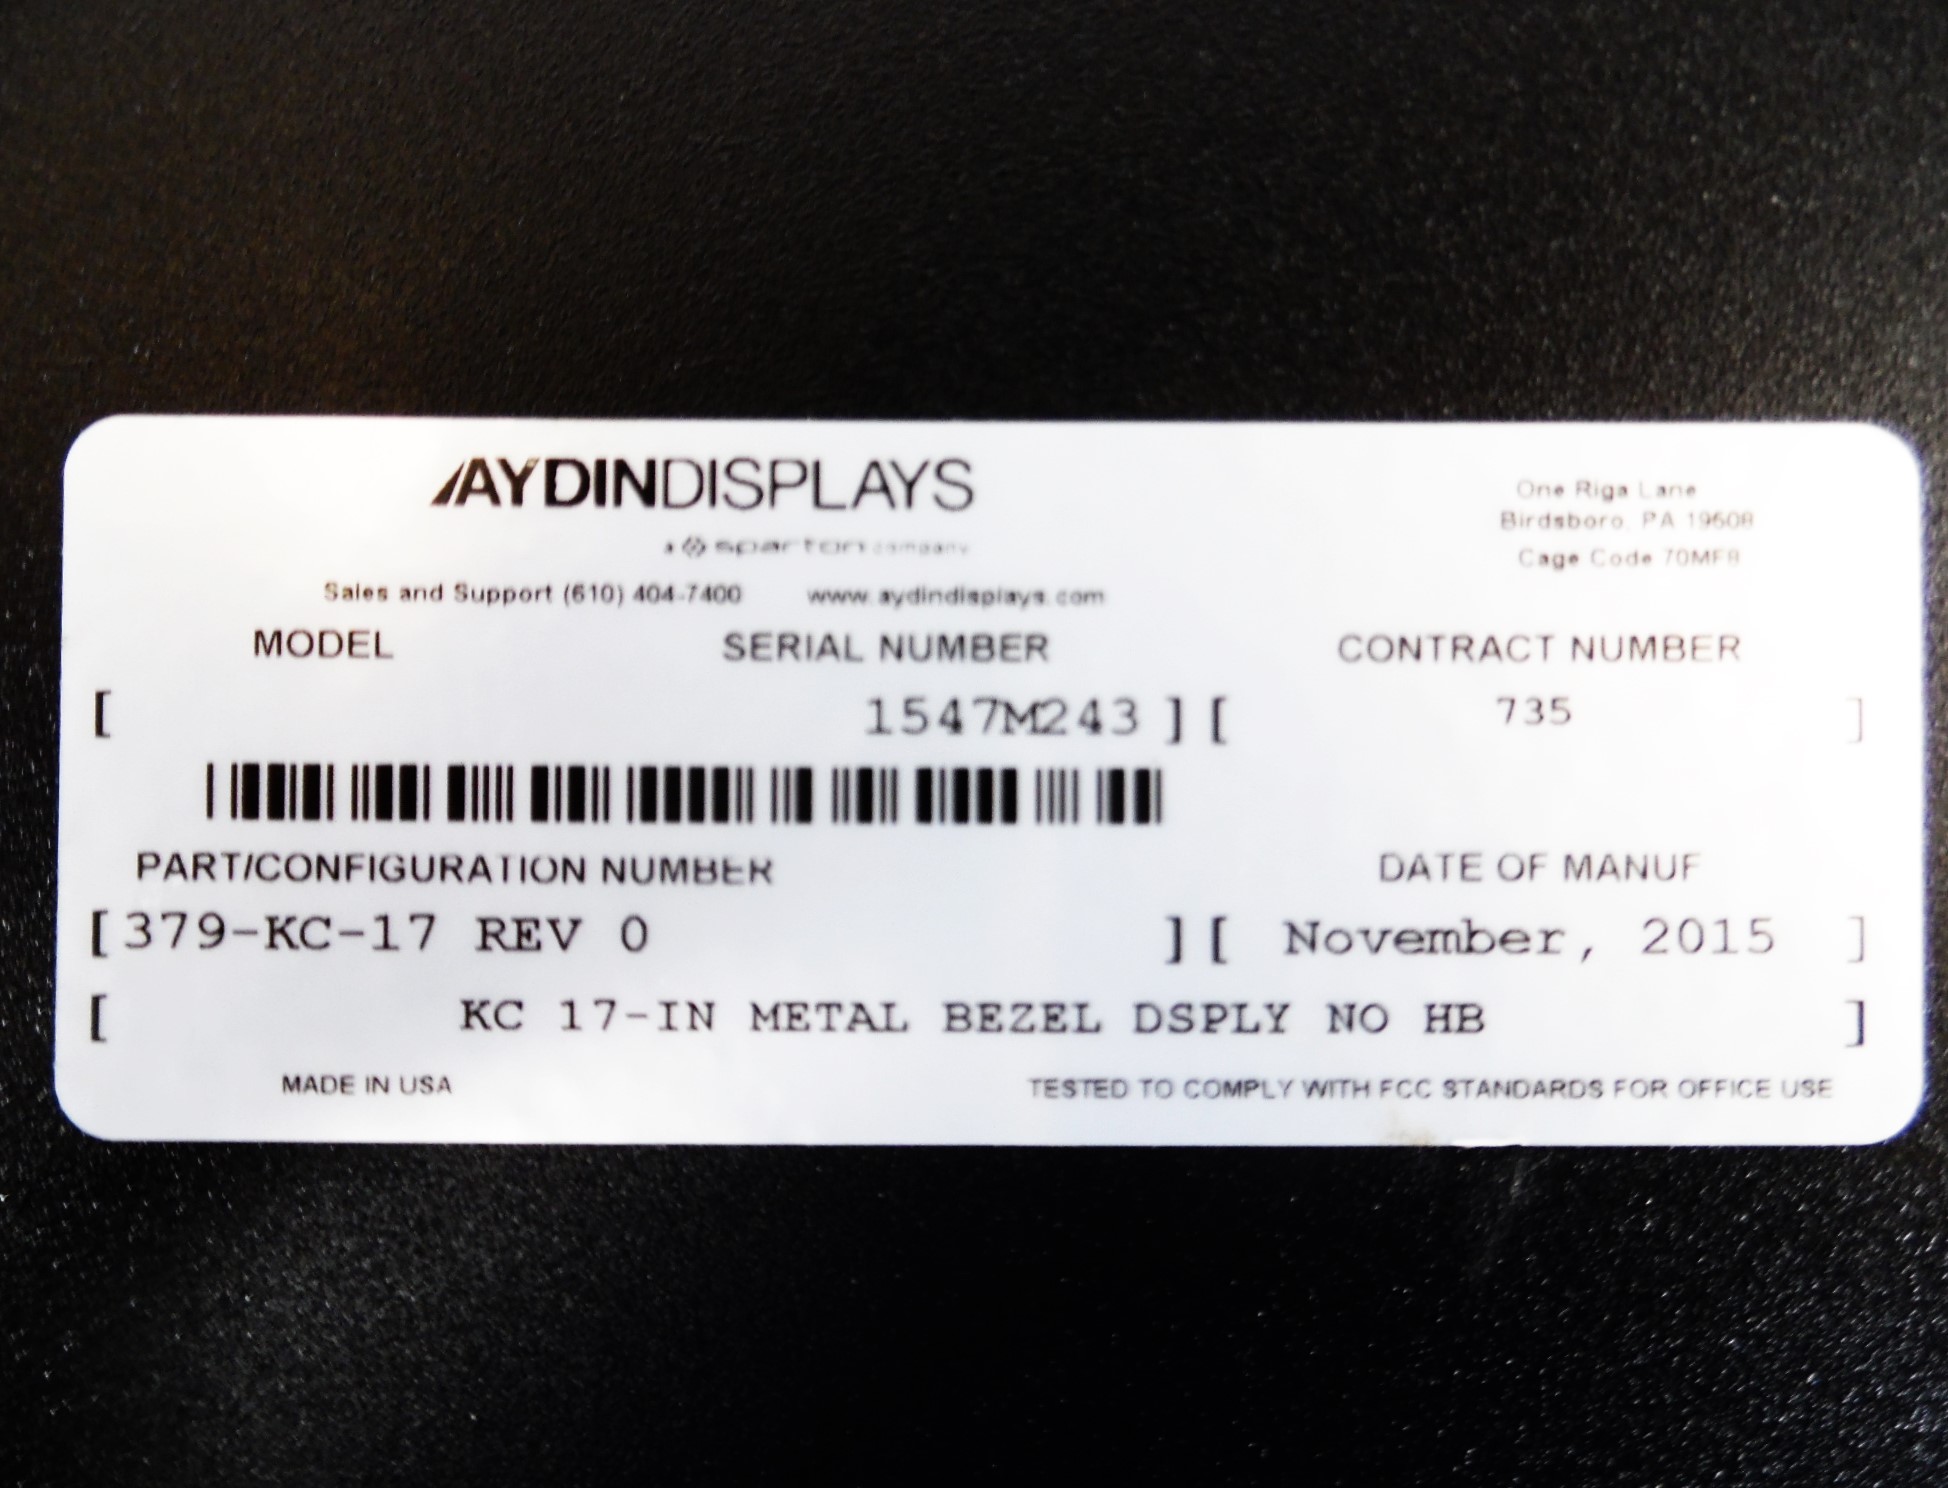 AYDINDISPLAYS
a sparton company
One Riga Lane
Birdsboro, PA 19508
Cage Code 70MF8
Sales and Support (610) 404-7400 www.aydindisplays.com
MODEL SERIAL NUMBER CONTRACT NUMBER
[ 1547M243 ] [ 735 ]
PART/CONFIGURATION NUMBER DATE OF MANUF
[ 379-KC-17 REV 0 ] [ November, 2015 ]
[ KC 17-IN METAL BEZEL DSPLY NO HB ]
MADE IN USA TESTED TO COMPLY WITH FCC STANDARDS FOR OFFICE USE